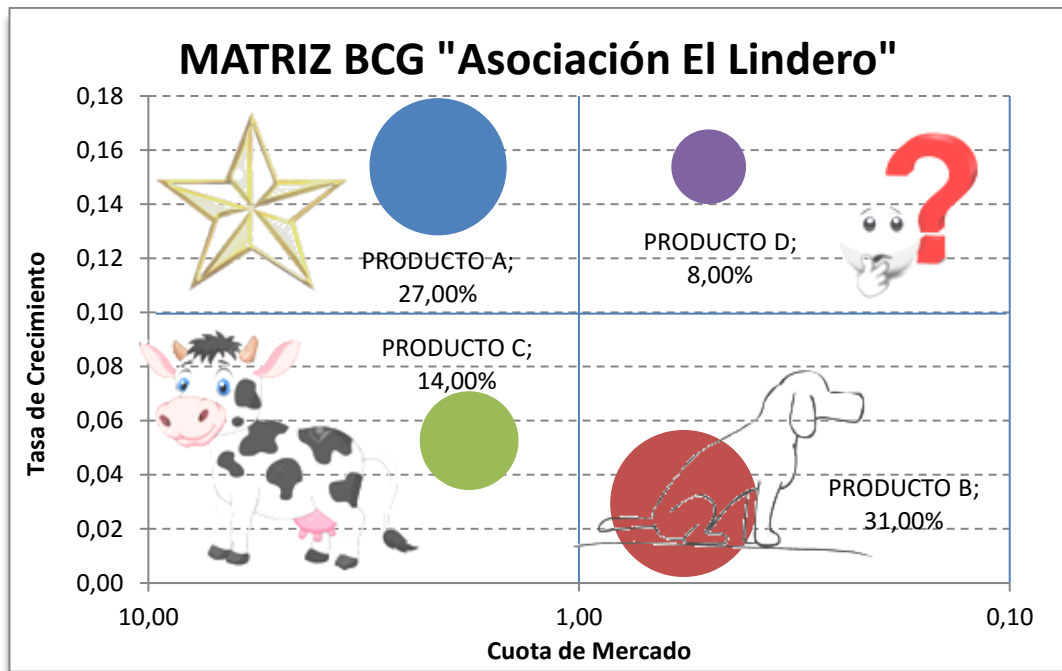 MATRIZ BCG "Asociación El Lindero"
Tasa de Crecimiento
0,18
0,16
0,14
0,12
0,10
0,08
0,06
0,04
0,02
0,00
PRODUCTO A;
27,00%
PRODUCTO D;
8,00%
?
PRODUCTO C;
14,00%
PRODUCTO B;
31,00%
10,00
1,00
0,10
Cuota de Mercado